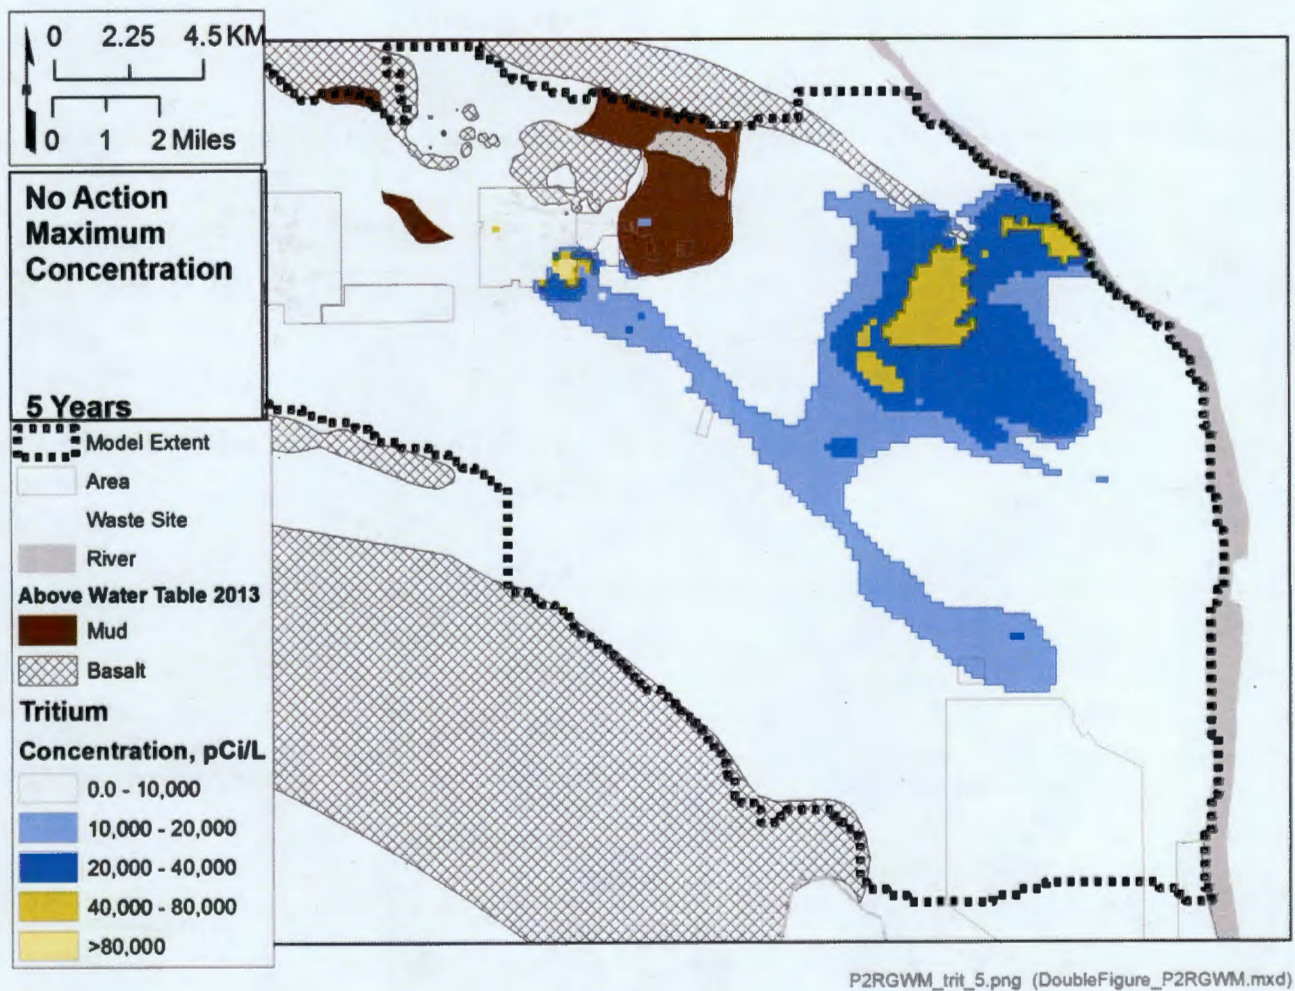 0 2.25 4.5 KM
0 1 2 Miles
No Action
Maximum
Concentration
5 Years
Model Extent
Area
Waste Site
River
Above Water Table 2013
Mud
Basalt
Tritium
Concentration, pCi/L
0.0 - 10,000
10,000 - 20,000
20,000 - 40,000
40,000 - 80,000
>80,000
P2RGWM_trit_5.png (DoubleFigure_P2RGWM.mxd)